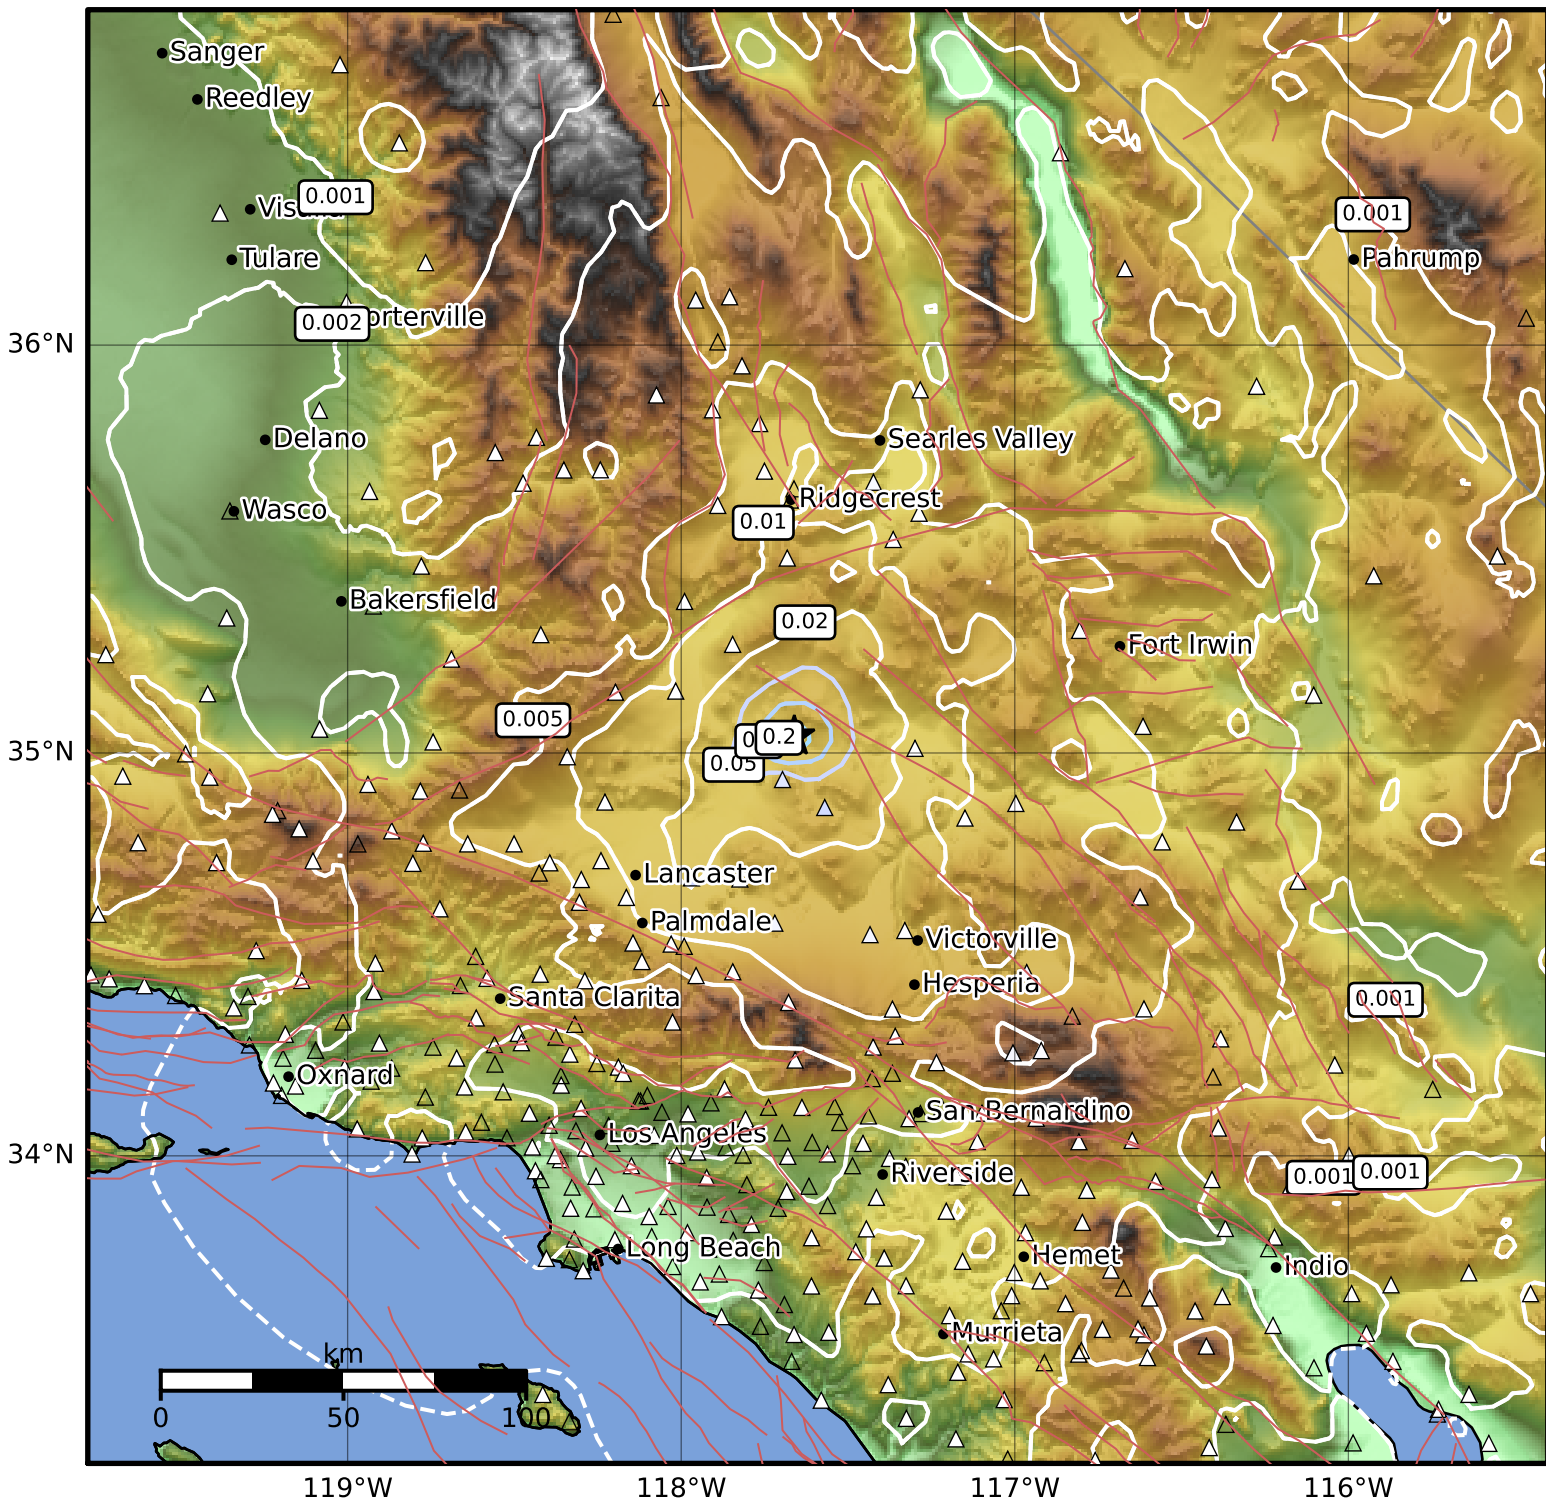 Sanger
Reedley
0.001
0.001
Tulare
Pahrump
0.002
orterville
36°N
Delano
Searles Valley
Wasco
Ridgecrest
0.01
Bakersfield
0.02
Fort Irwin
0.005
0.2
35°N
0.05
Lancaster
Palmdale
Victorville
Hesperia
Santa Clarita
0.001
Oxnard
San Bernardino
Los Angeles
34°N
Riverside
0.001
0.001
Long Beach
Hemet
Indio
Murrieta
km
0 50 100
119°W 118°W 117°W 116°W